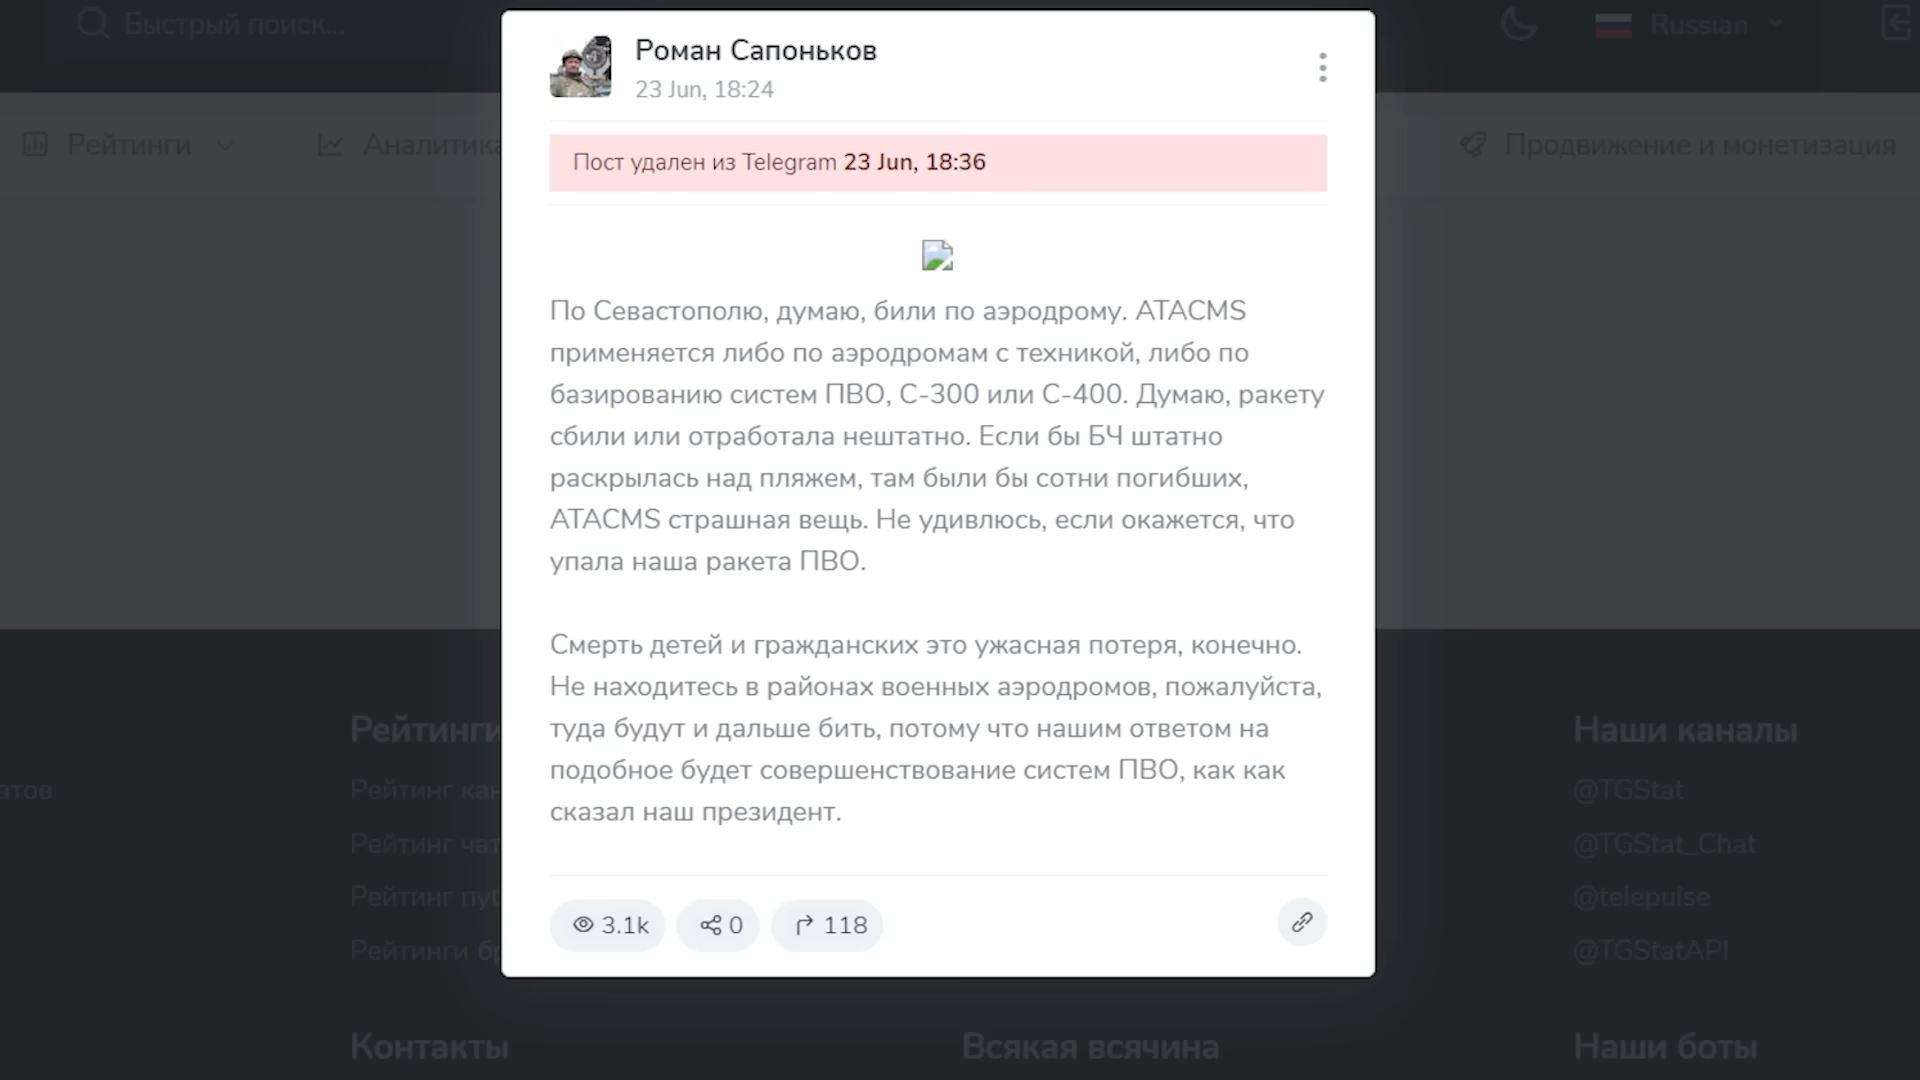 Быстрый поиск...
Russian
Рейтинги
Аналитика
Продвижение и монетизация
Роман Сапоньков
23 Jun, 18:24
Пост удален из Telegram 23 Jun, 18:36
По Севастополю, думаю, били по аэродрому. ATACMS
применяется либо по аэродромам с техникой, либо по
базированию систем ПВО, С-300 или С-400. Думаю, ракету
сбили или отработала нештатно. Если бы БЧ штатно
раскрылась над пляжем, там были бы сотни погибших,
ATACMS страшная вещь. Не удивлюсь, если окажется, что
упала наша ракета ПВО.
Смерть детей и гражданских это ужасная потеря, конечно.
Не находитесь в районах военных аэродромов, пожалуйста,
туда будут и дальше бить, потому что нашим ответом на
подобное будет совершенствование систем ПВО, как как
сказал наш президент.
3.1k 0 118
Рейтинги
Рейтинг
Рейтинг
Рейтинг
Рейтинги
Наши каналы
@TGStat
@TGStat_Chat
@telepulse
@TGStatAPI
Контакты
Всякая всячина
Наши боты